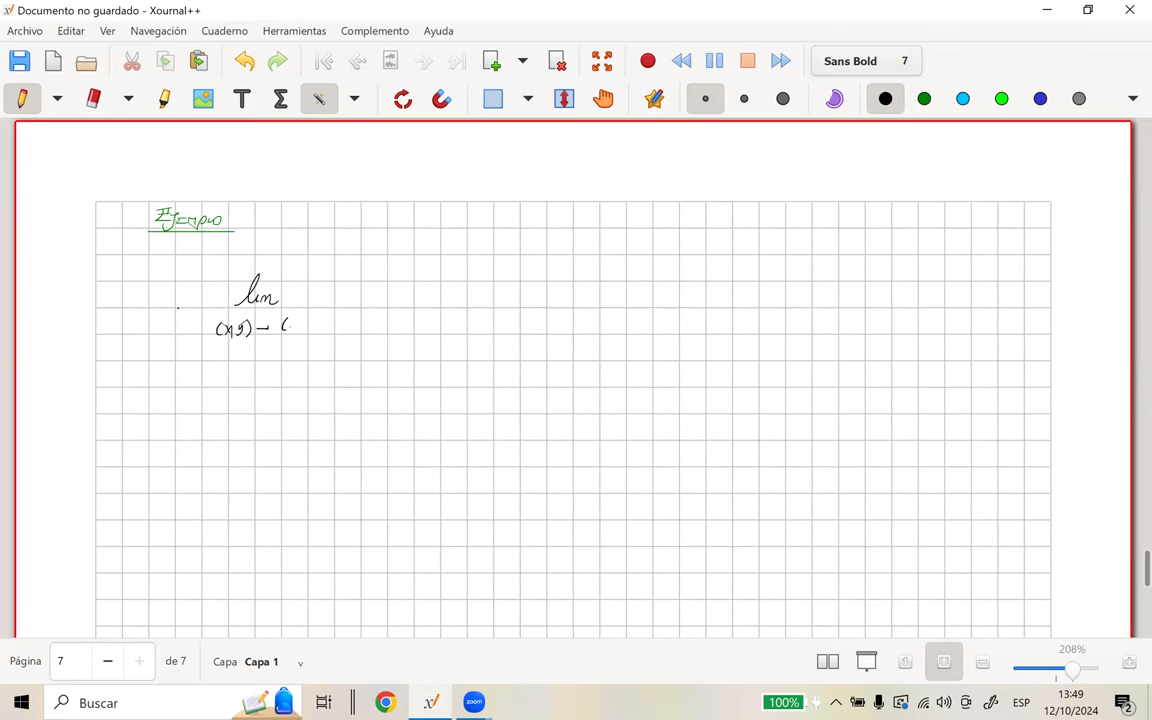 Documento no guardado - Xournal++
Archivo Editar Ver Navegación Cuaderno Herramientas Complemento Ayuda
Sans Bold 7
Ejemplo
lim
(x,y) → (
Página 7 de 7 Capa Capa 1 208%
Buscar 100% ESP 13:49
12/10/2024 2